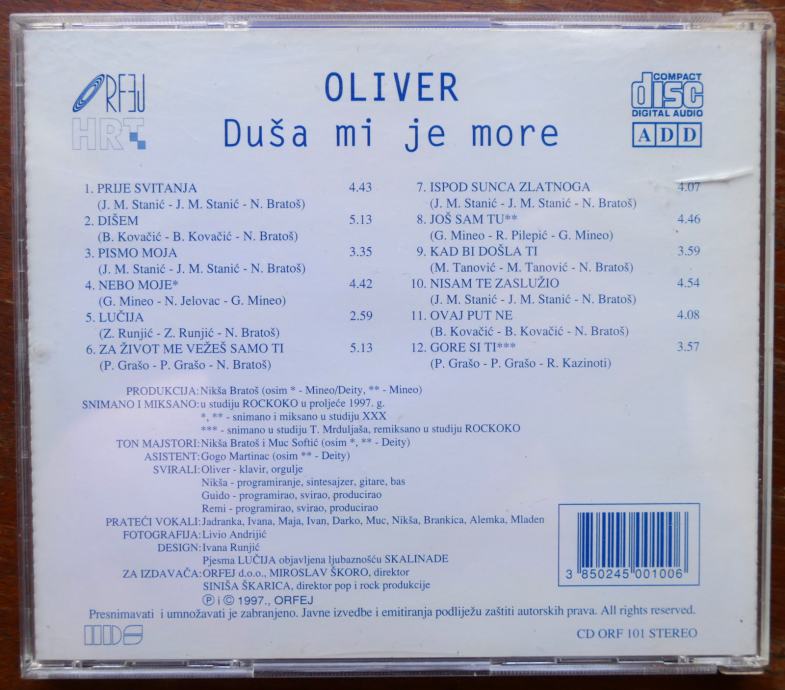 ORFEJ
HRT
OLIVER
Duša mi je more
COMPACT
disc
DIGITAL AUDIO
ADD
1. PRIJE SVITANJA 4.43
(J. M. Stanić - J. M. Stanić - N. Bratoš)
2. DIŠEM 5.13
(B. Kovačić - B. Kovačić - N. Bratoš)
3. PISMO MOJA 3.35
(J. M. Stanić - J. M. Stanić - N. Bratoš)
4. NEBO MOJE* 4.42
(G. Mineo - N. Jelovac - G. Mineo)
5. LUČIJA 2.59
(Z. Runjić - Z. Runjić - N. Bratoš)
6. ZA ŽIVOT ME VEŽEŠ SAMO TI 5.13
(P. Grašo - P. Grašo - N. Bratoš)
7. ISPOD SUNCA ZLATNOGA 4.07
(J. M. Stanić - J. M. Stanić - N. Bratoš)
8. JOŠ SAM TU** 4.46
(G. Mineo - R. Pilepić - G. Mineo)
9. KAD BI DOŠLA TI 3.59
(M. Tanović - M. Tanović - N. Bratoš)
10. NISAM TE ZASLUŽIO 4.54
(J. M. Stanić - J. M. Stanić - N. Bratoš)
11. OVAJ PUT NE 4.08
(B. Kovačić - B. Kovačić - N. Bratoš)
12. GORE SI TI*** 3.57
(P. Grašo - P. Grašo - R. Kazinoti)
PRODUKCIJA: Nikša Bratoš (osim * - Mineo/Deity, ** - Mineo)
SNIMANO I MIKSANO: u studiju ROCKOKO u proljeće 1997. g.
*, ** - snimano i miksano u studiju XXX
*** - snimano u studiju T. Mrduljaša, remiksano u studiju ROCKOKO
TON MAJSTORI: Nikša Bratoš i Muc Softić (osim *, ** - Deity)
ASISTENT: Gogo Martinac (osim ** - Deity)
SVIRALI: Oliver - klavir, orgulje
Nikša - programiranje, sintesajzer, gitare, bas
Guido - programirao, svirao, producirao
Remi - programirao, svirao, producirao
PRATEĆI VOKALI: Jadranka, Ivana, Maja, Ivan, Darko, Muc, Nikša, Brankica, Alemka, Mladen
FOTOGRAFIJA: Livio Andrijić
DESIGN: Ivana Runjić
Pjesma LUČIJA objavljena ljubaznošću SKALINADE
ZA IZDAVAČA: ORFEJ d.o.o., MIROSLAV ŠKORO, direktor
SINIŠA ŠKARICA, direktor pop i rock produkcije
℗ i © 1997., ORFEJ
Presnimavati i umnožavati je zabranjeno. Javne izvedbe i emitiranja podliježu zaštiti autorskih prava. All rights reserved.
3 850245 001006
CD ORF 101 STEREO